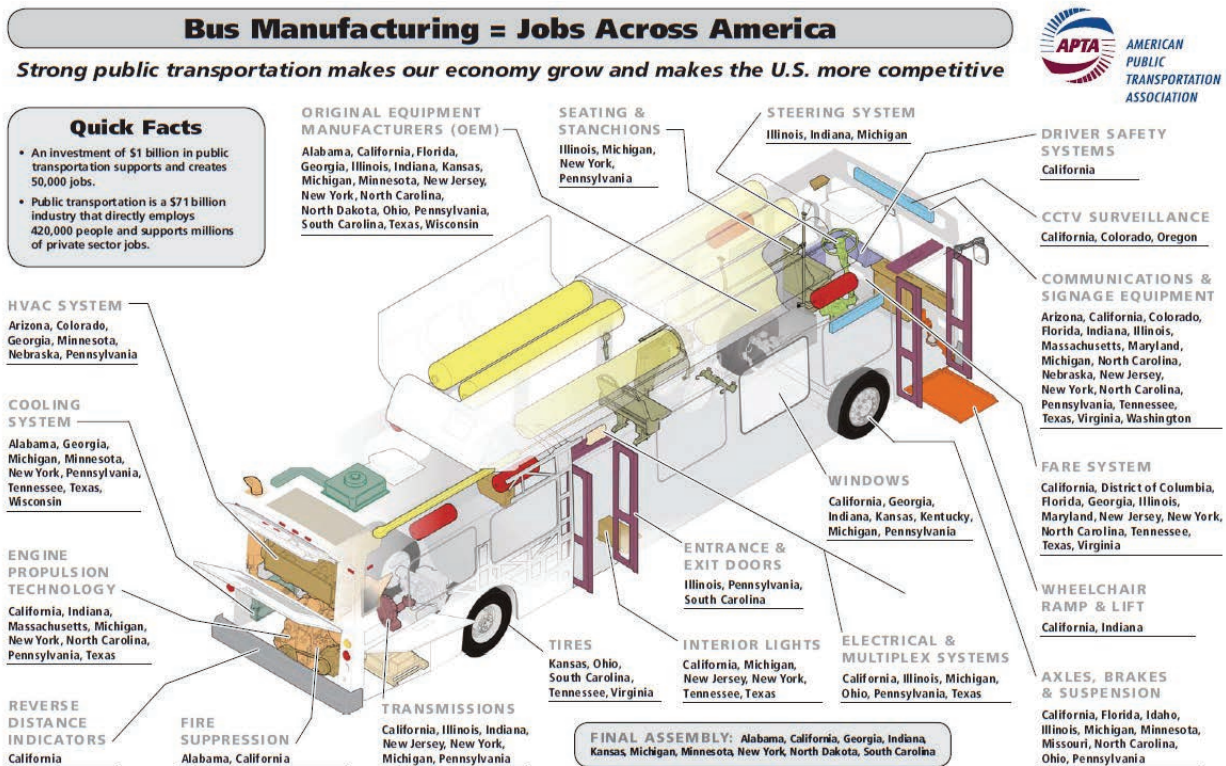 Bus Manufacturing = Jobs Across America
Strong public transportation makes our economy grow and makes the U.S. more competitive
APTA
AMERICAN
PUBLIC
TRANSPORTATION
ASSOCIATION
Quick Facts
• An investment of $1 billion in public
transportation supports and creates
50,000 jobs.
• Public transportation is a $71 billion
industry that directly employs
420,000 people and supports millions
of private sector jobs.
ORIGINAL EQUIPMENT
MANUFACTURERS (OEM)
Alabama, California, Florida,
Georgia, Illinois, Indiana, Kansas,
Michigan, Minnesota, New Jersey,
New York, North Carolina,
North Dakota, Ohio, Pennsylvania,
South Carolina, Texas, Wisconsin
SEATING &
STANCHIONS
Illinois, Michigan,
New York,
Pennsylvania
STEERING SYSTEM
Illinois, Indiana, Michigan
DRIVER SAFETY
SYSTEMS
California
CCTV SURVEILLANCE
California, Colorado, Oregon
COMMUNICATIONS &
SIGNAGE EQUIPMENT
Arizona, California, Colorado,
Florida, Indiana, Illinois,
Massachusetts, Maryland,
Michigan, North Carolina,
Nebraska, New Jersey,
New York, North Carolina,
Pennsylvania, Tennessee,
Texas, Virginia, Washington
FARE SYSTEM
California, District of Columbia,
Florida, Georgia, Illinois,
Maryland, New Jersey, New York,
North Carolina, Tennessee,
Texas, Virginia
WHEELCHAIR
RAMP & LIFT
California, Indiana
AXLES, BRAKES
& SUSPENSION
California, Florida, Idaho,
Illinois, Michigan, Minnesota,
Missouri, North Carolina,
Ohio, Pennsylvania
HVAC SYSTEM
Arizona, Colorado,
Georgia, Minnesota,
Nebraska, Pennsylvania
COOLING
SYSTEM
Alabama, Georgia,
Michigan, Minnesota,
New York, Pennsylvania,
Tennessee, Texas,
Wisconsin
ENGINE
PROPULSION
TECHNOLOGY
California, Indiana,
Massachusetts, Michigan,
New York, North Carolina,
Pennsylvania, Texas
REVERSE
DISTANCE
INDICATORS
California
FIRE
SUPPRESSION
Alabama, California
TRANSMISSIONS
California, Illinois, Indiana,
New Jersey, New York,
Michigan, Pennsylvania
TIRES
Kansas, Ohio,
South Carolina,
Tennessee, Virginia
WINDOWS
California, Georgia,
Indiana, Kansas, Kentucky,
Michigan, Pennsylvania
ENTRANCE &
EXIT DOORS
Illinois, Pennsylvania,
South Carolina
INTERIOR LIGHTS
California, Michigan,
New Jersey, New York,
Tennessee, Texas
ELECTRICAL &
MULTIPLEX SYSTEMS
California, Illinois, Michigan,
Ohio, Pennsylvania, Texas
FINAL ASSEMBLY: Alabama, California, Georgia, Indiana,
Kansas, Michigan, Minnesota, New York, North Dakota, South Carolina